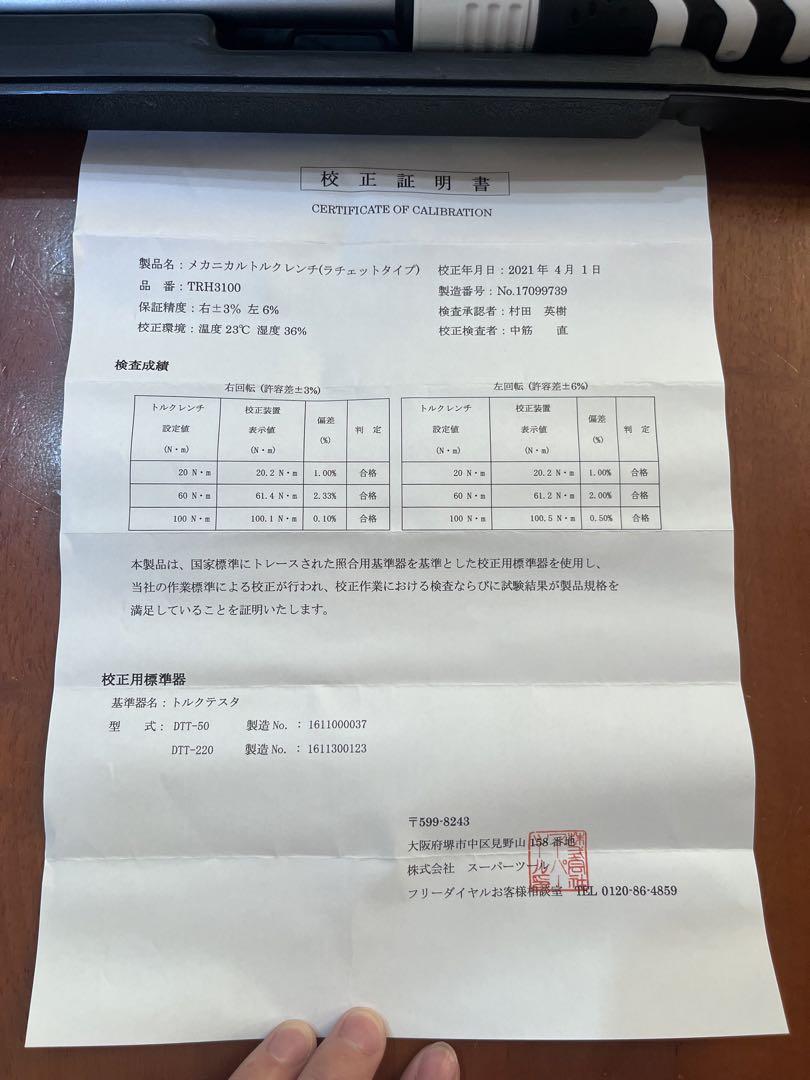 校正証明書
CERTIFICATE OF CALIBRATION
製品名：メカニカルトルクレンチ(ラチェットタイプ)
校正年月日：2021年 4月 1日
品　番：TRH3100
製造番号：No.17099739
保証精度：右±3% 左6%
検査承認者：村田　英樹
校正環境：温度23℃ 湿度36%
校正検査者：中筋　　直
検査成績
右回転 (許容差±3%)
トルクレンチ 設定値 (N・m) 校正装置 表示値 (N・m) 偏差 (%) 判　定
20 N・m 20.2 N・m 1.00% 合格
60 N・m 61.4 N・m 2.33% 合格
100 N・m 100.1 N・m 0.10% 合格
左回転 (許容差±6%)
トルクレンチ 設定値 (N・m) 校正装置 表示値 (N・m) 偏差 (%) 判　定
20 N・m 20.2 N・m 1.00% 合格
60 N・m 61.2 N・m 2.00% 合格
100 N・m 100.5 N・m 0.50% 合格
本製品は、国家標準にトレースされた照合用基準器を基準とした校正用標準器を使用し、
当社の作業標準による校正が行われ、校正作業における検査ならびに試験結果が製品規格を
満足していることを証明いたします。
校正用標準器
基準器名：トルクテスタ
型　　式： DTT-50　　製造No. ： 1611000037
DTT-220　　製造No. ： 1611300123
〒599-8243
大阪府堺市中区見野山 158 番地
株式会社　スーパーツール
フリーダイヤルお客様相談室　TEL 0120-86-4859